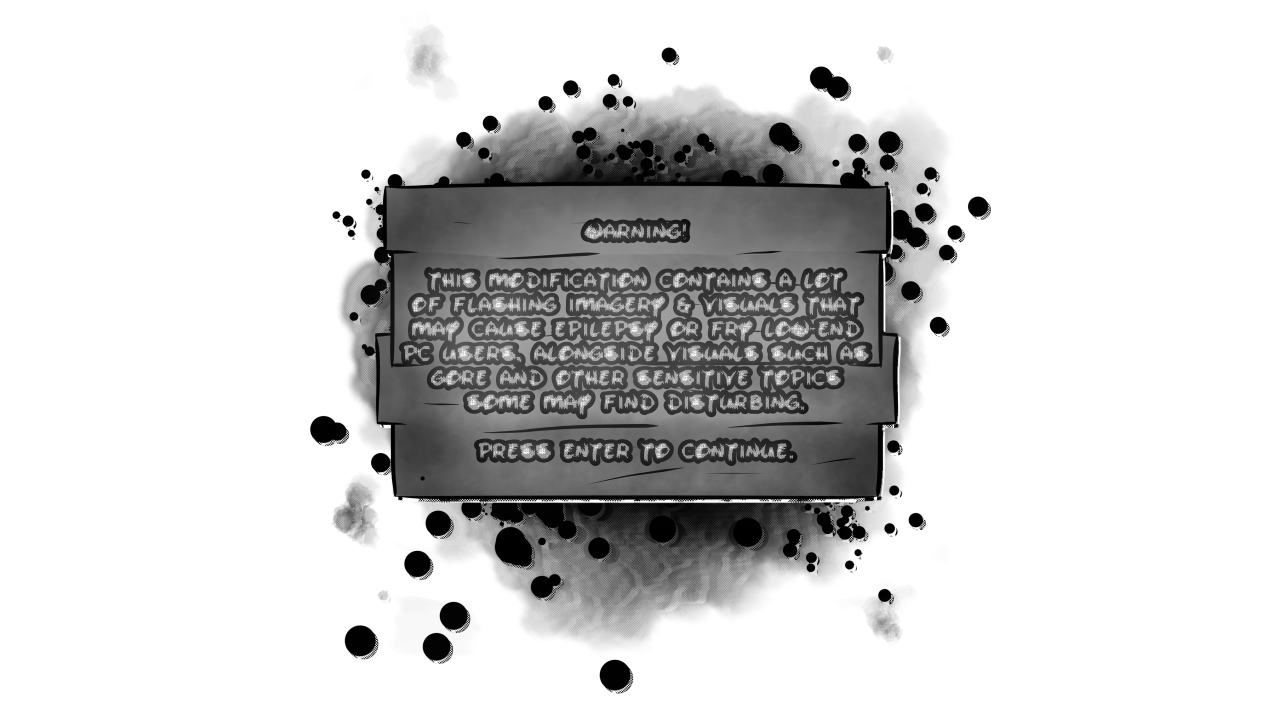 WARNING!
THIS MODIFICATION CONTAINS A LOT
OF FLASHING IMAGERY & VISUALS THAT
MAY CAUSE EPILEPSY OR FRY LOW-END
PC USERS, ALONGSIDE VISUALS SUCH AS
GORE AND OTHER SENSITIVE TOPICS
SOME MAY FIND DISTURBING.
PRESS ENTER TO CONTINUE.